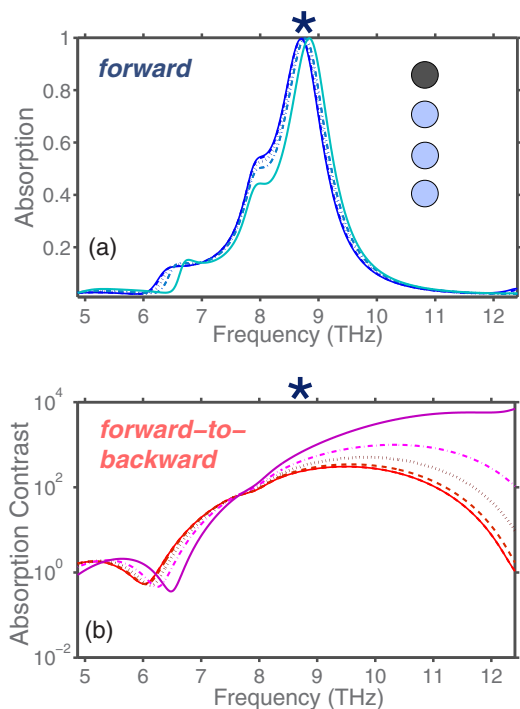 *
forward
1
0.8
0.6
0.4
0.2
Absorption
(a)
5 6 7 8 9 10 11 12
Frequency (THz)
*
forward-to-
backward
10^4
10^2
10^0
10^-2
Absorption Contrast
(b)
5 6 7 8 9 10 11 12
Frequency (THz)